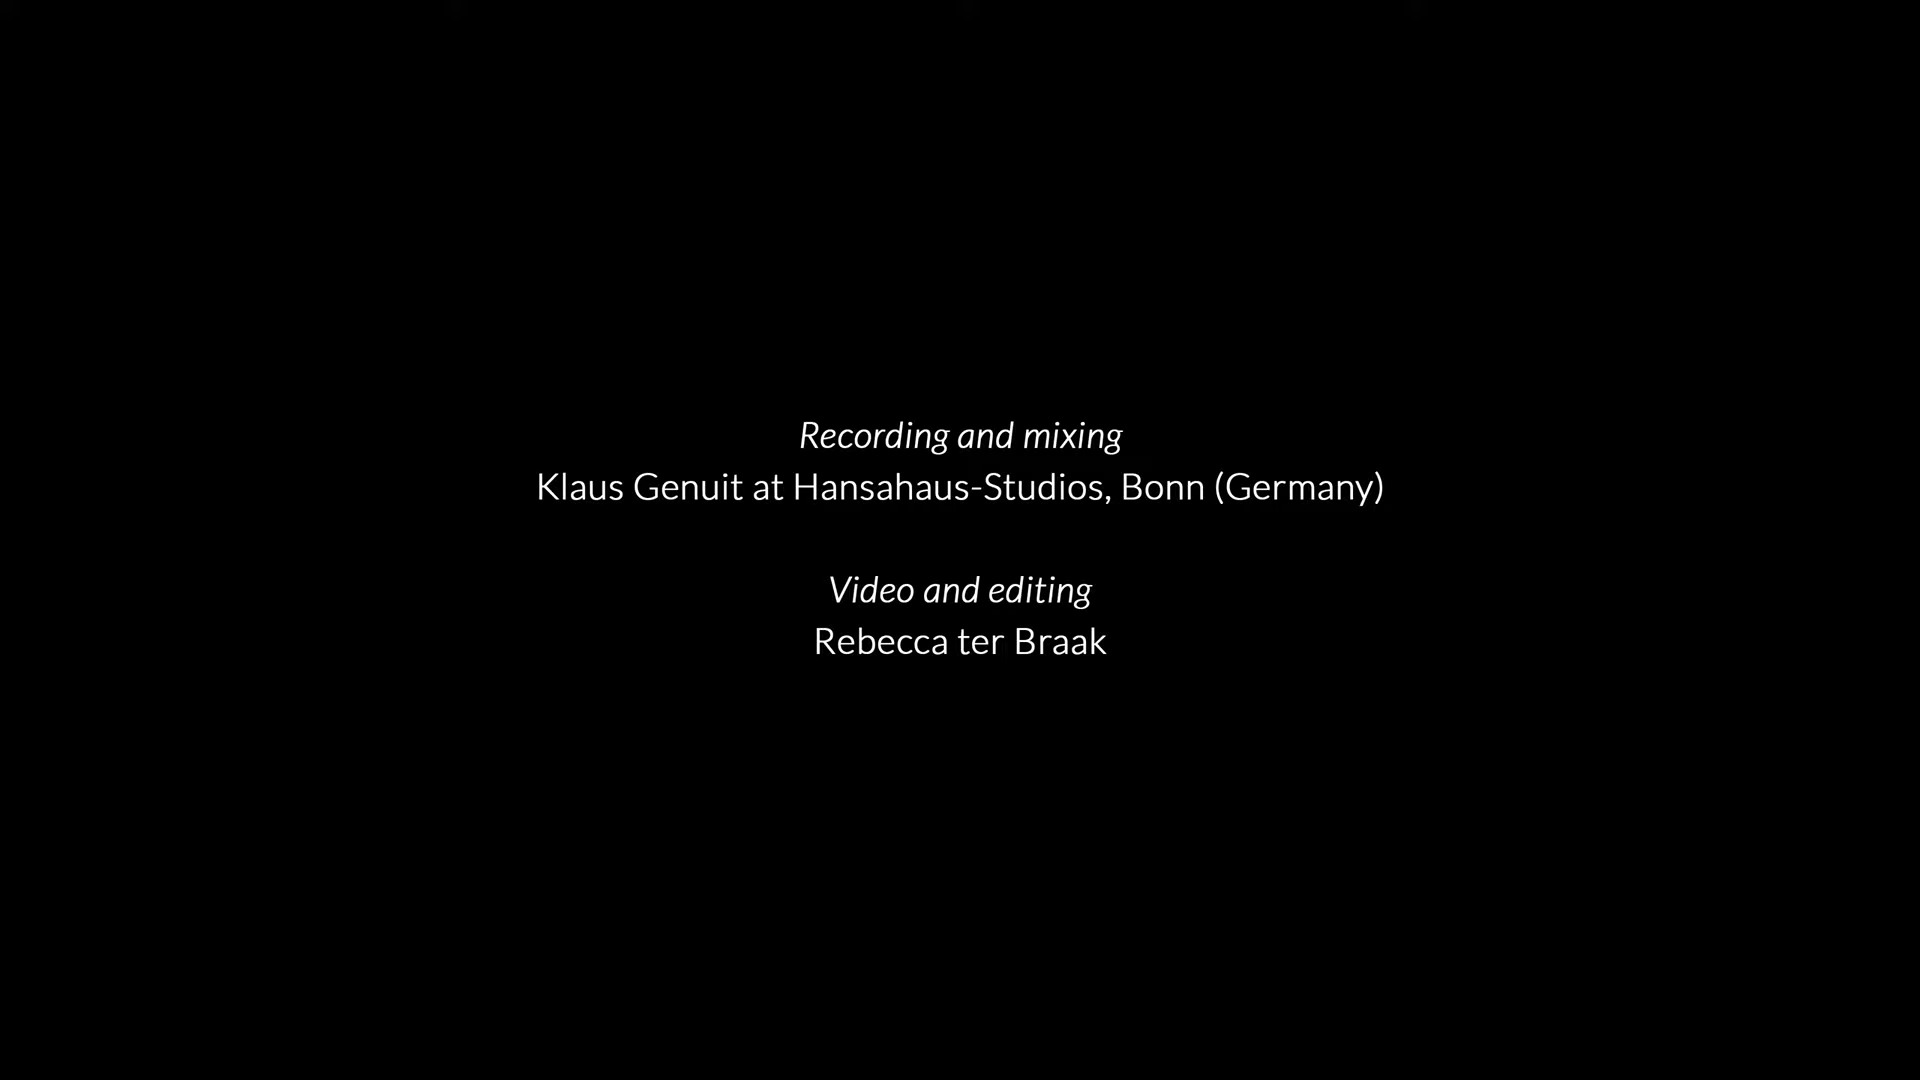 Recording and mixing
Klaus Genuit at Hansahaus-Studios, Bonn (Germany)
Video and editing
Rebecca ter Braak